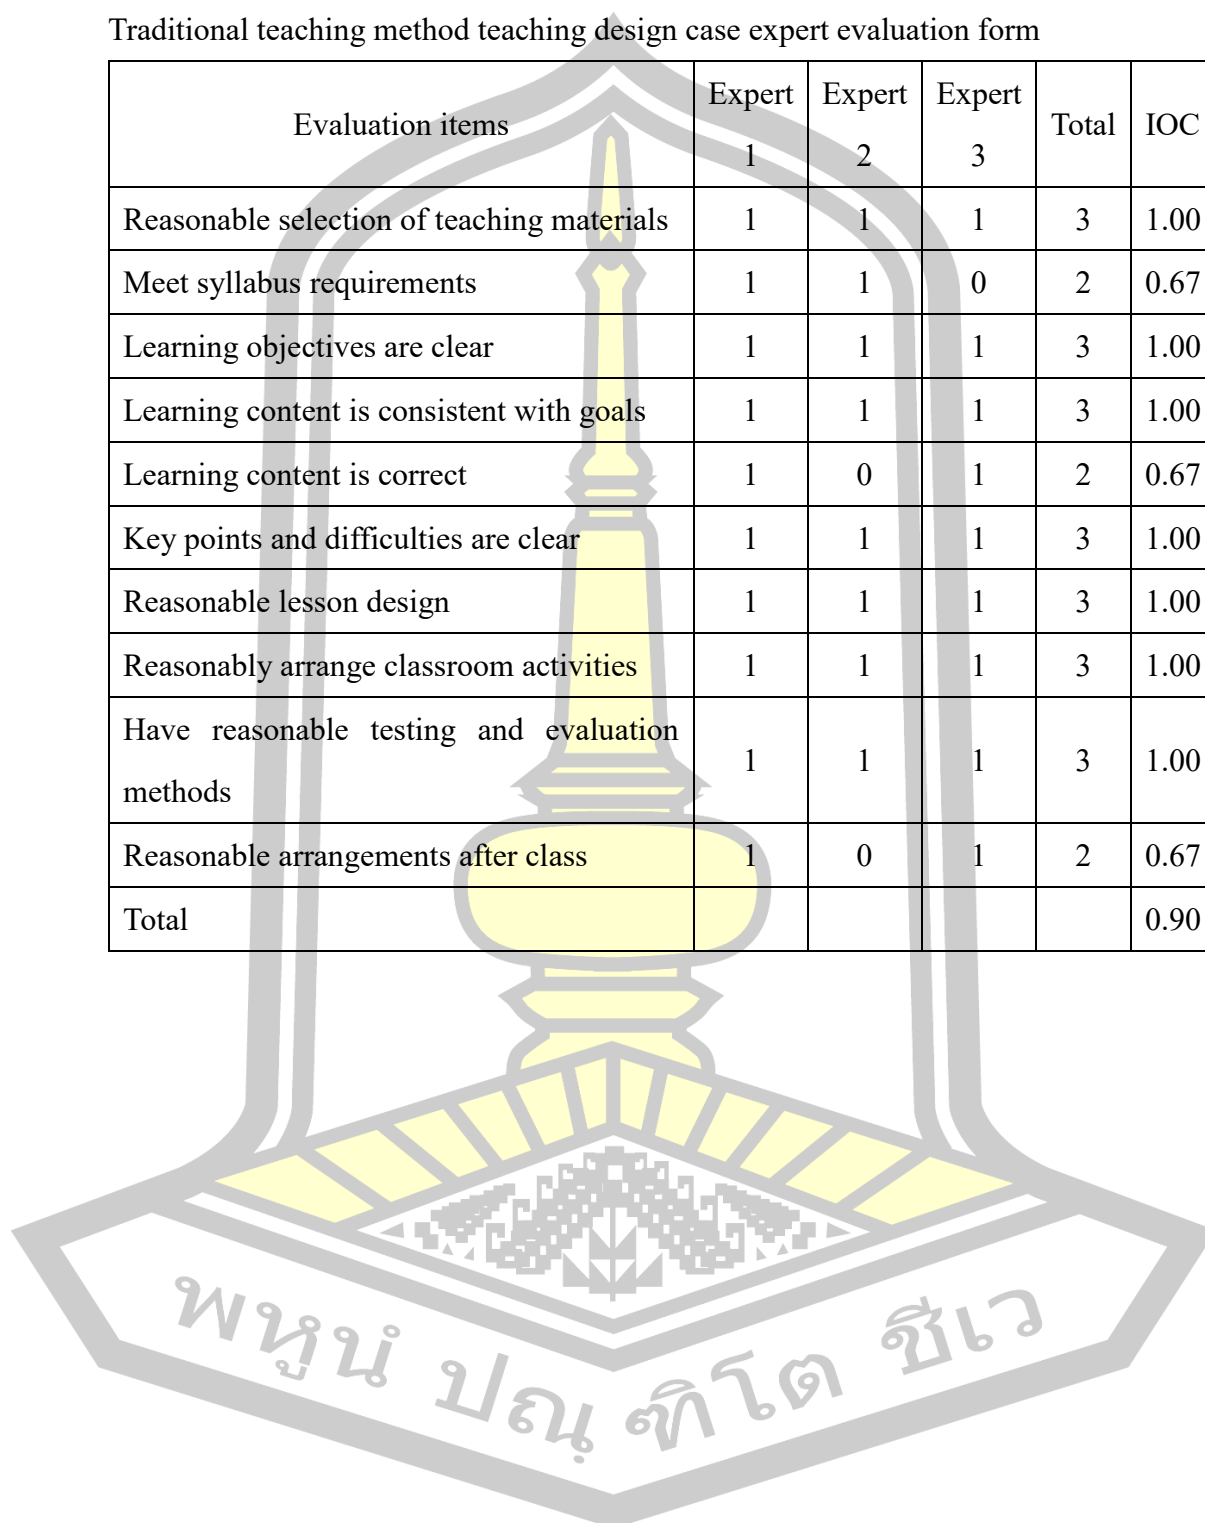 Traditional teaching method teaching design case expert evaluation form
Evaluation items Expert 1 Expert 2 Expert 3 Total IOC
Reasonable selection of teaching materials 1 1 1 3 1.00
Meet syllabus requirements 1 1 0 2 0.67
Learning objectives are clear 1 1 1 3 1.00
Learning content is consistent with goals 1 1 1 3 1.00
Learning content is correct 1 0 1 2 0.67
Key points and difficulties are clear 1 1 1 3 1.00
Reasonable lesson design 1 1 1 3 1.00
Reasonably arrange classroom activities 1 1 1 3 1.00
Have reasonable testing and evaluation
methods 1 1 1 3 1.00
Reasonable arrangements after class 1 0 1 2 0.67
Total 0.90
พหูนํ ปณฺฑิโต ชีเว